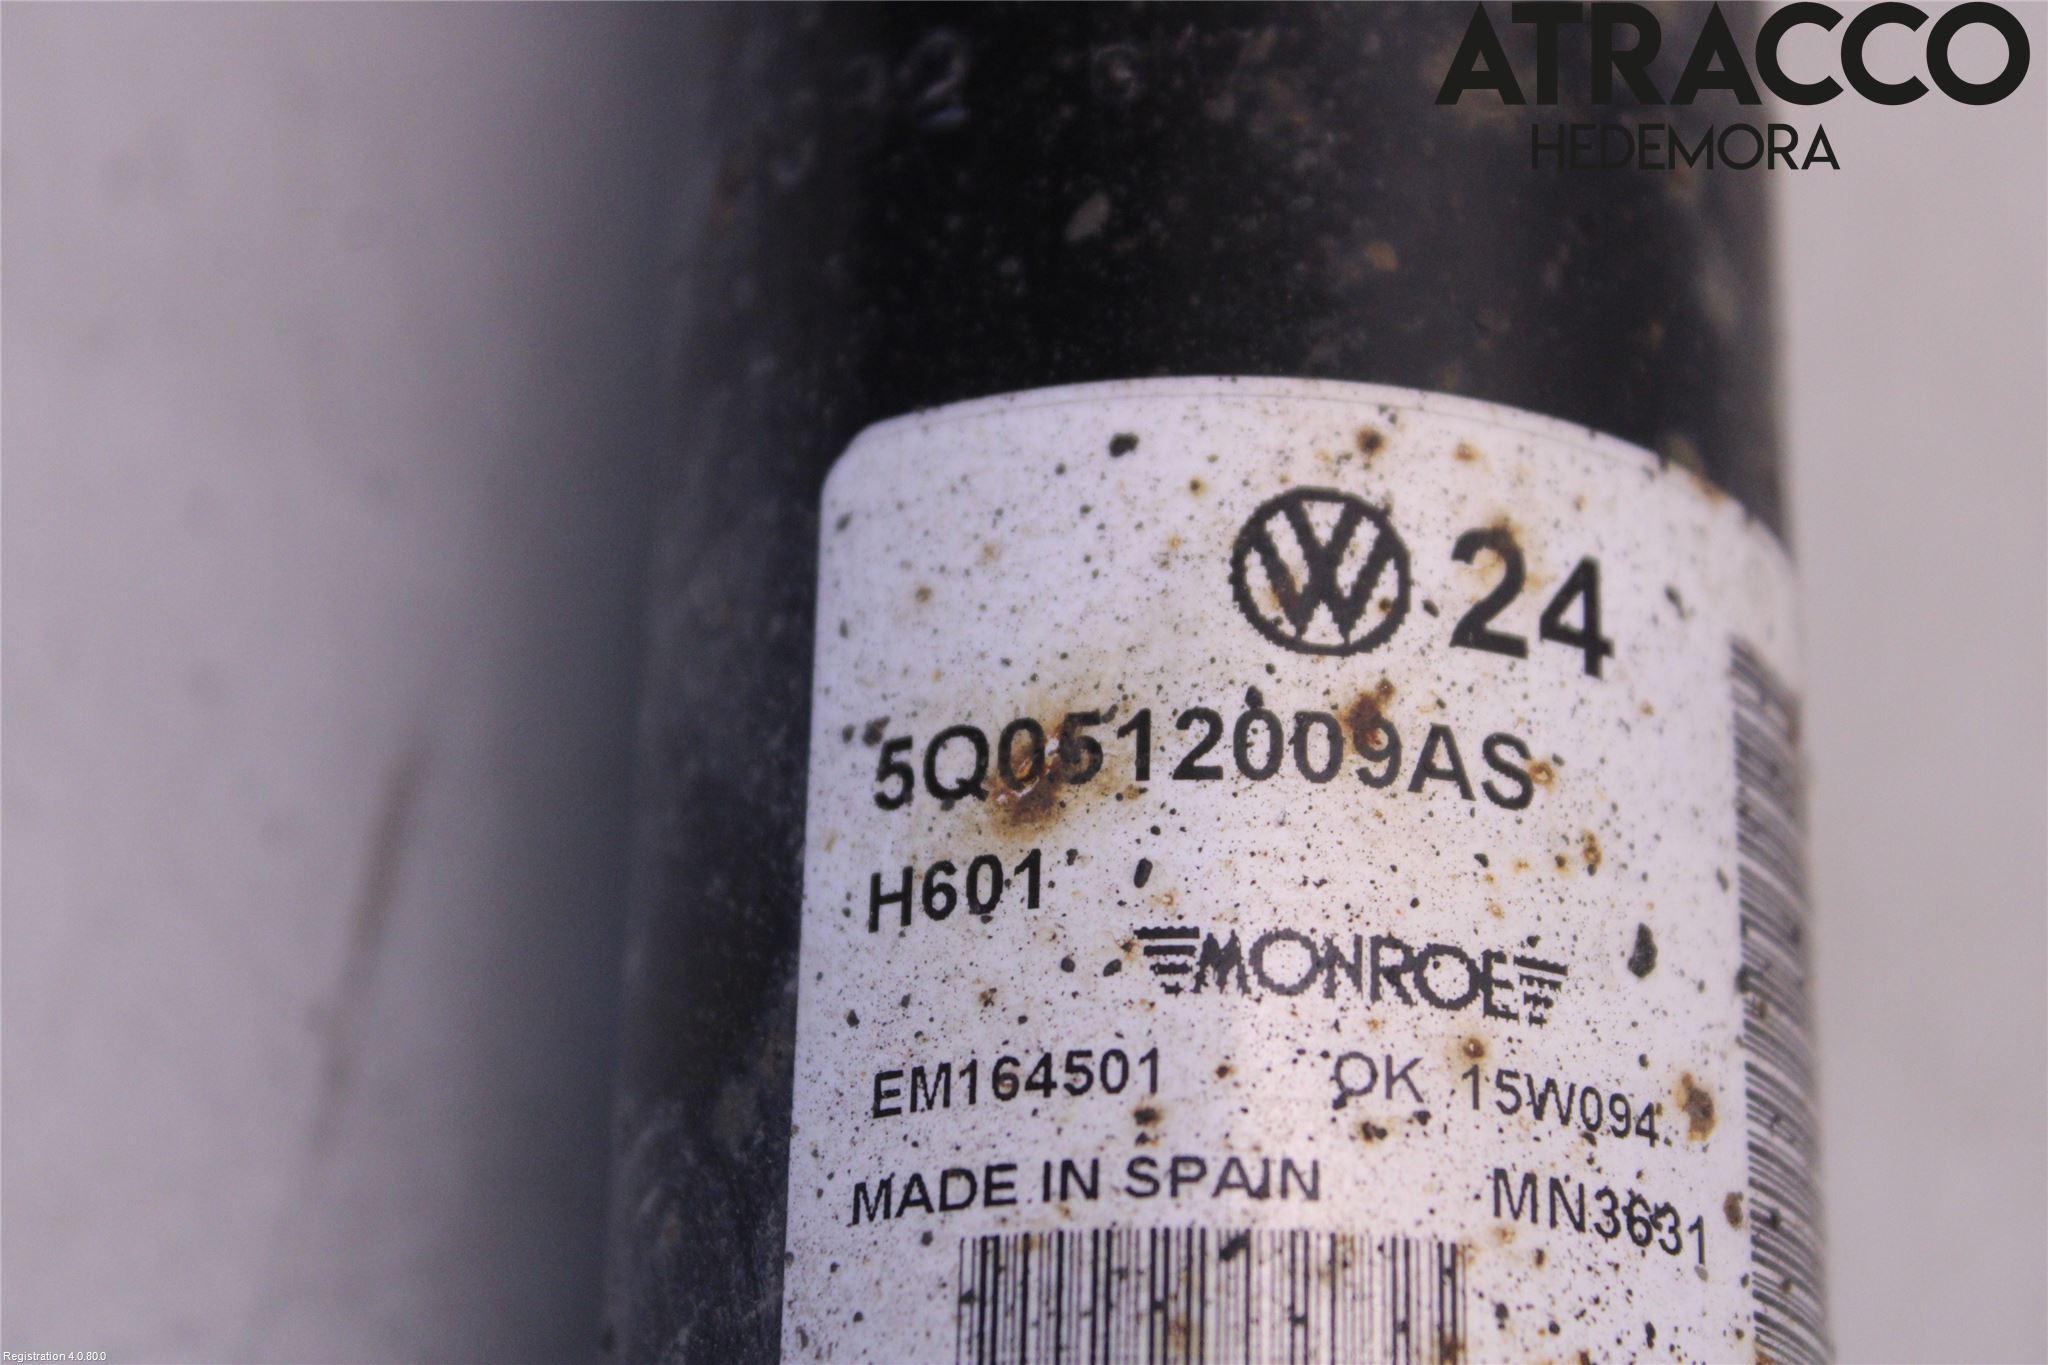 ATRACCO
HEDEMORA
24
5Q0512009AS
H601
MONROE
EM164501 OK 15W094
MADE IN SPAIN MN3631
Registration 4.0.80.0